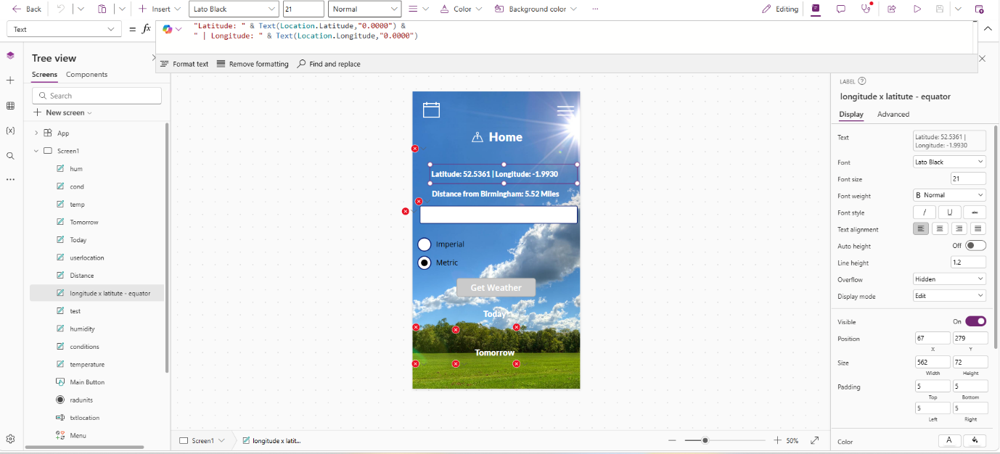 Back
Insert
Lato Black
21
Normal
Color
Background color
Editing
Text
= fx
"Latitude: " & Text(Location.Latitude,"0.0000") &
" | Longitude: " & Text(Location.Longitude,"0.0000")
Format text
Remove formatting
Find and replace
Tree view
Screens
Components
Search
New screen
App
Screen1
hum
cond
temp
Tomorrow
Today
userlocation
Distance
longitude x latitute - equator
test
humidity
conditions
temperature
Main Button
radunits
txtlocation
Menu
Home
Latitude: 52.5361 | Longitude: -1.9930
Distance from Birmingham: 5.52 Miles
Imperial
Metric
Get Weather
Today
Tomorrow
Screen1
longitude x latit...
50%
LABEL
longitude x latitute - equator
Display
Advanced
Text
Latitude: 52.5361 |
Longitude: -1.9930
Font
Lato Black
Font size
21
Font weight
B Normal
Font style
/ U abc
Text alignment
Auto height
Off
Line height
1.2
Overflow
Hidden
Display mode
Edit
Visible
On
Position
67
279
X
Y
Size
562
72
Width
Height
Padding
5
5
Top
Bottom
5
5
Left
Right
Color
A